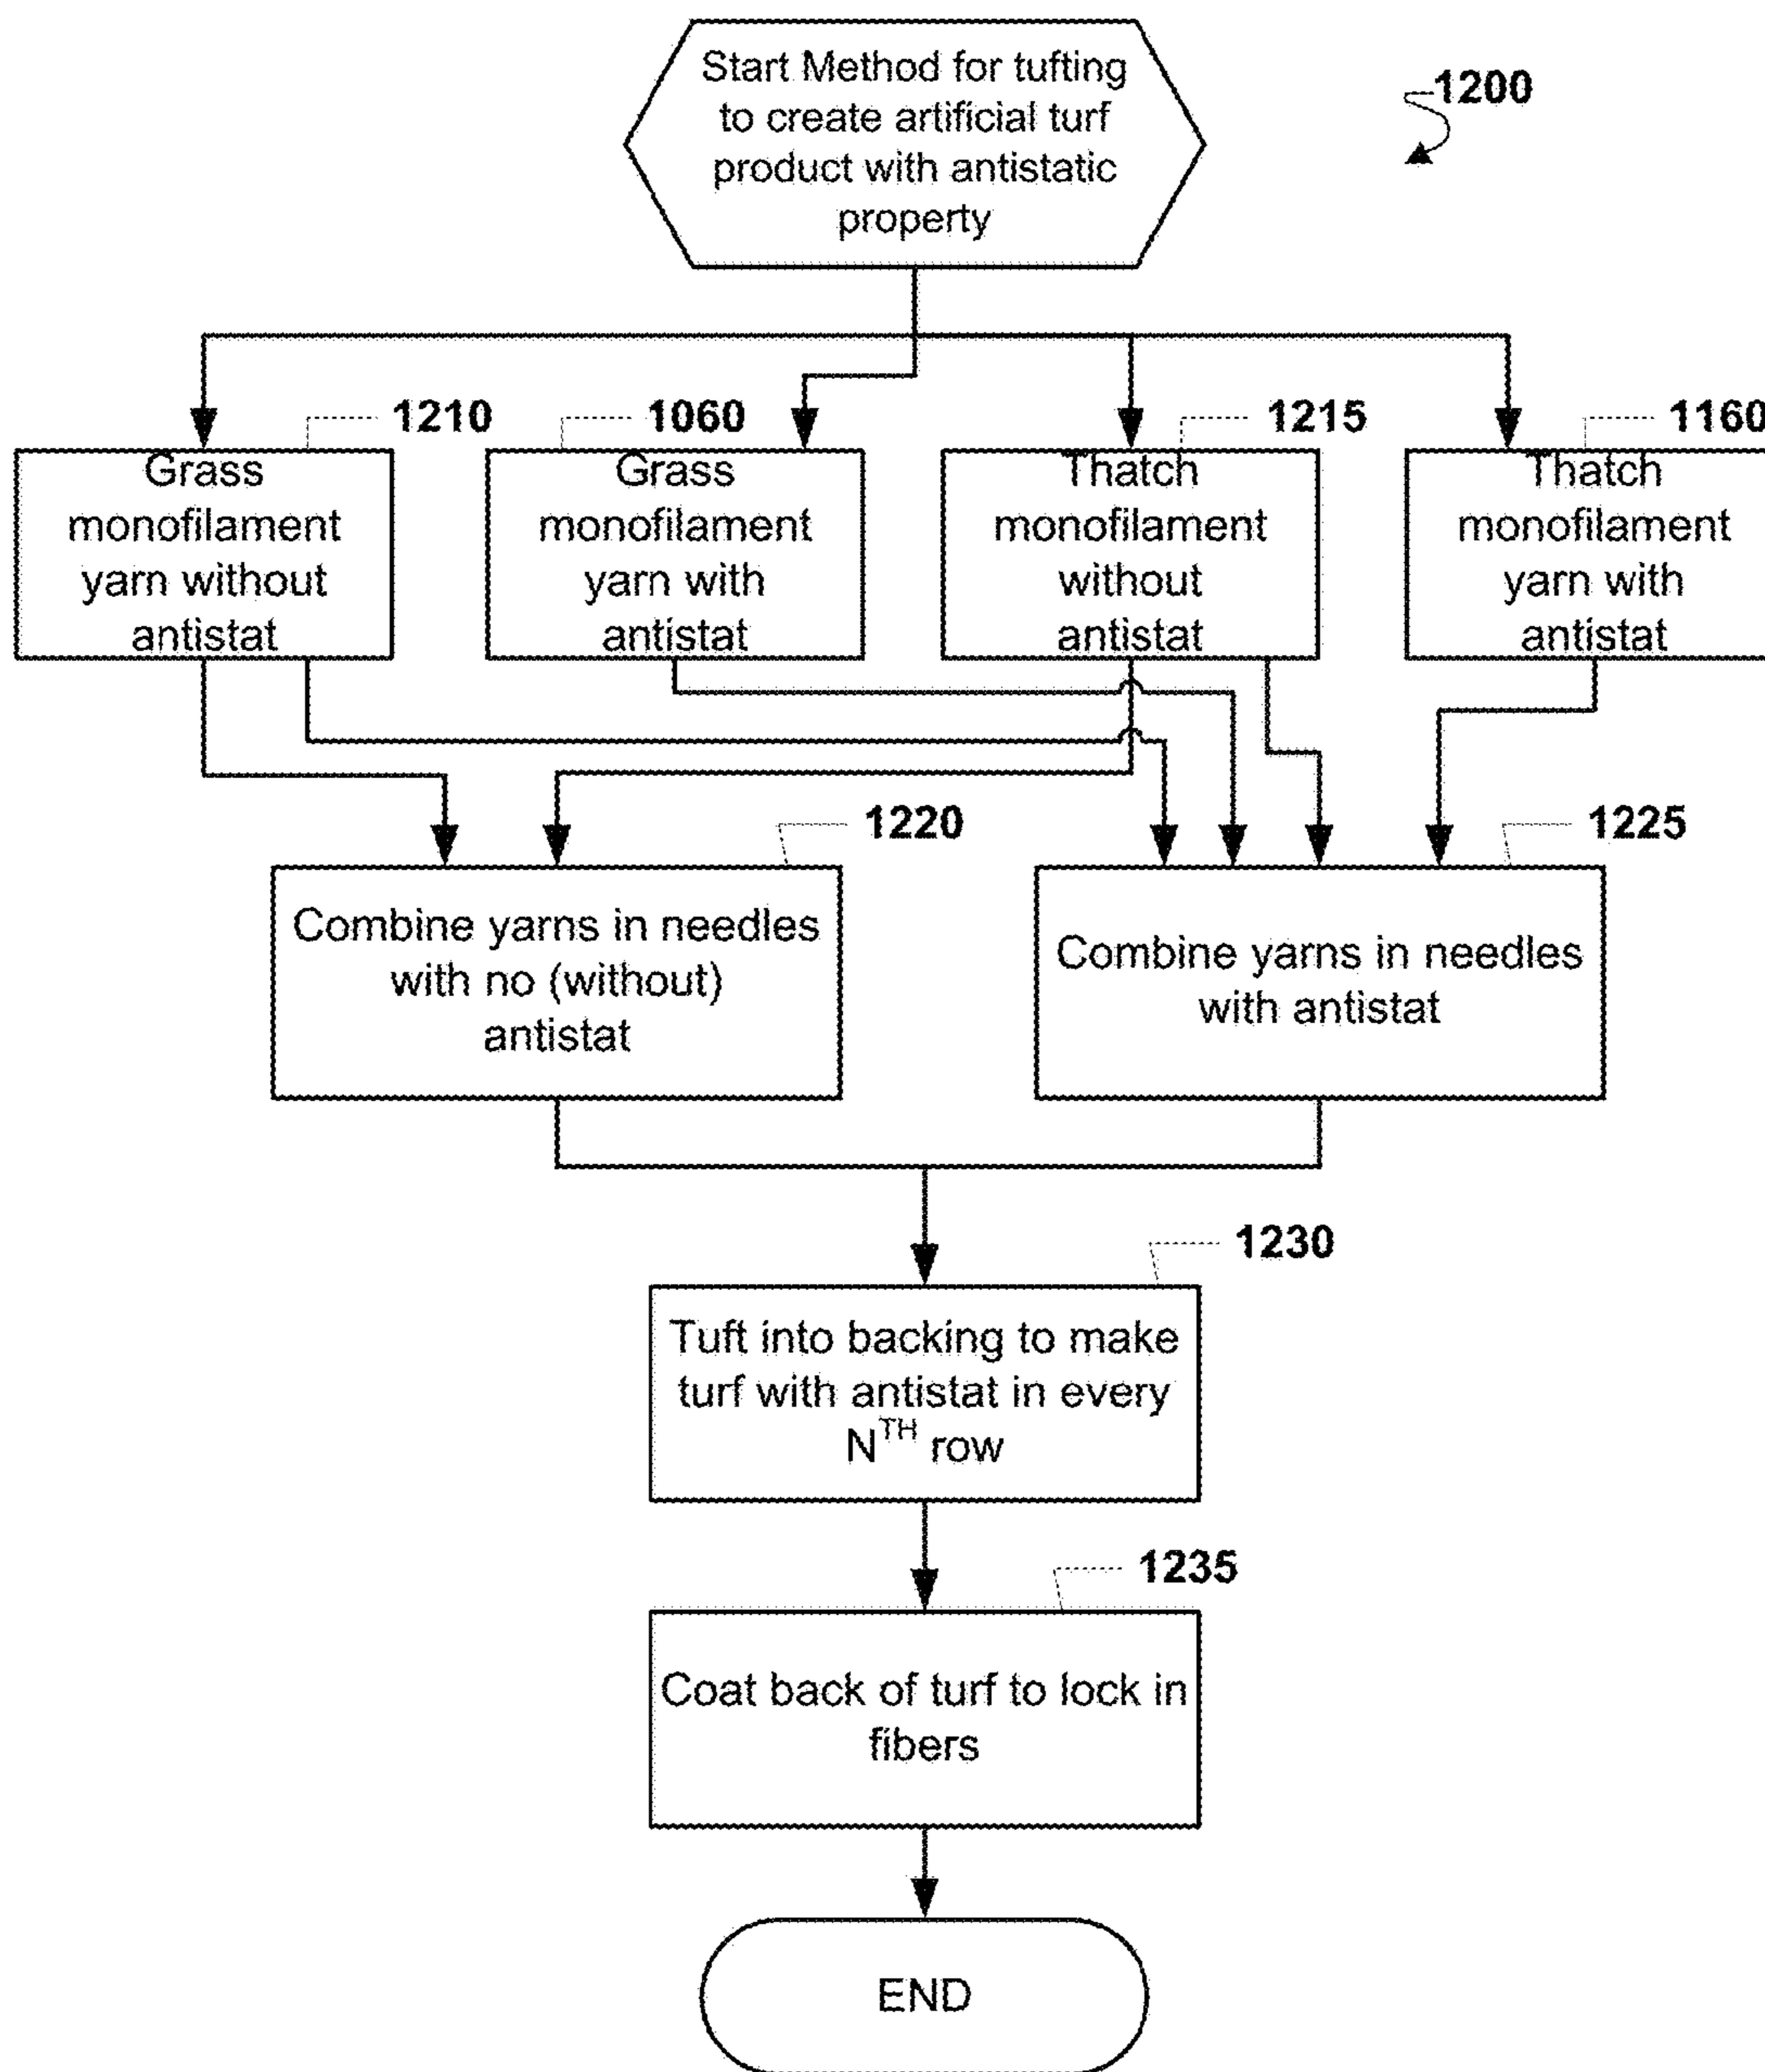 Start Method for tufting
to create artificial turf
product with antistatic
property
1200
1210
1060
1215
1160
Grass
monofilament
yarn without
antistat
Grass
monofilament
yarn with
antistat
Thatch
monofilament
without
antistat
Thatch
monofilament
yarn with
antistat
1220
1225
Combine yarns in needles
with no (without)
antistat
Combine yarns in needles
with antistat
1230
Tuft into backing to make
turf with antistat in every
N^TH row
1235
Coat back of turf to lock in
fibers
END